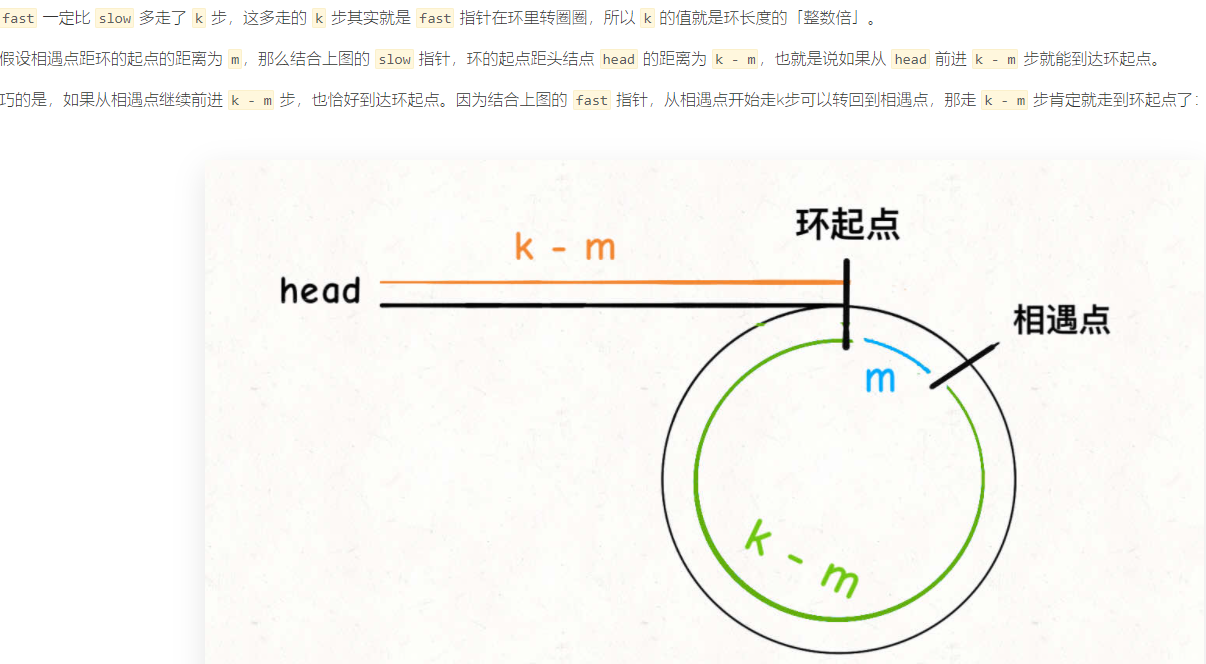 fast 一定比 slow 多走了 k 步，这多走的 k 步其实就是 fast 指针在环里转圈圈，所以 k 的值就是环长度的「整数倍」。
假设相遇点距环的起点的距离为 m，那么结合上图的 slow 指针，环的起点距头结点 head 的距离为 k - m，也就是说如果从 head 前进 k - m 步就能到达环起点。
巧的是，如果从相遇点继续前进 k - m 步，也恰好到达环起点。因为结合上图的 fast 指针，从相遇点开始走k步可以转回到相遇点，那走 k - m 步肯定就走到环起点了：
环起点
k - m
head
相遇点
m
k - m